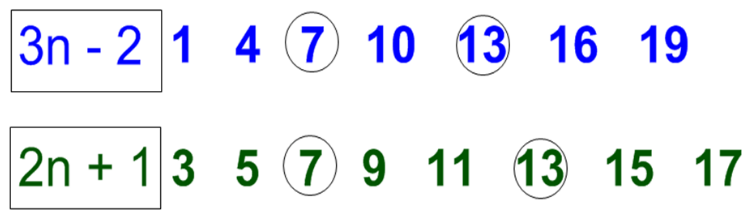 3n - 2 1 4 7 10 13 16 19
2n + 1 3 5 7 9 11 13 15 17